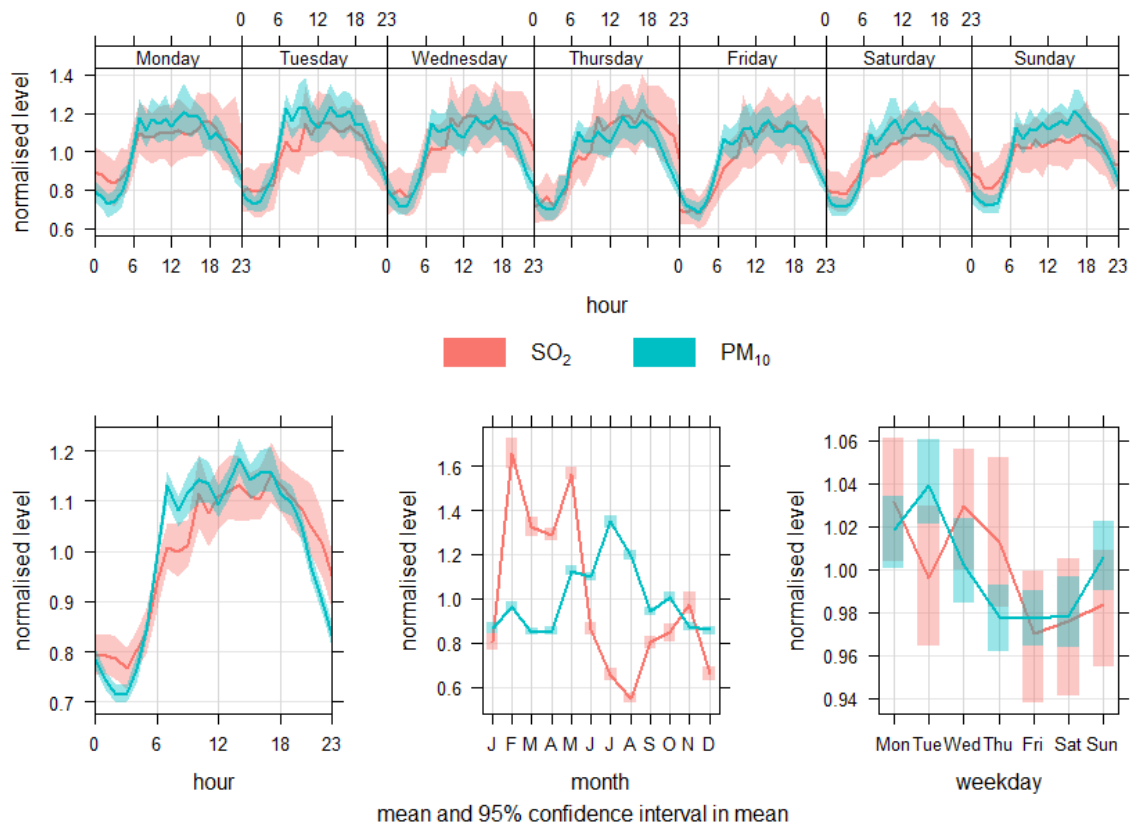 0 6 12 18 23 0 6 12 18 23 0 6 12 18 23
Monday Tuesday Wednesday Thursday Friday Saturday Sunday
1.4
1.2
1.0
0.8
0.6
normalised level
0 6 12 18 23 0 6 12 18 23 0 6 12 18 23 0 6 12 18 23
hour
SO2 PM10
1.2
1.1
1.0
0.9
0.8
0.7
normalised level
0 6 12 18 23
hour
1.6
1.4
1.2
1.0
0.8
0.6
normalised level
J F M A M J J A S O N D
month
1.06
1.04
1.02
1.00
0.98
0.96
0.94
normalised level
Mon Tue Wed Thu Fri Sat Sun
weekday
mean and 95% confidence interval in mean